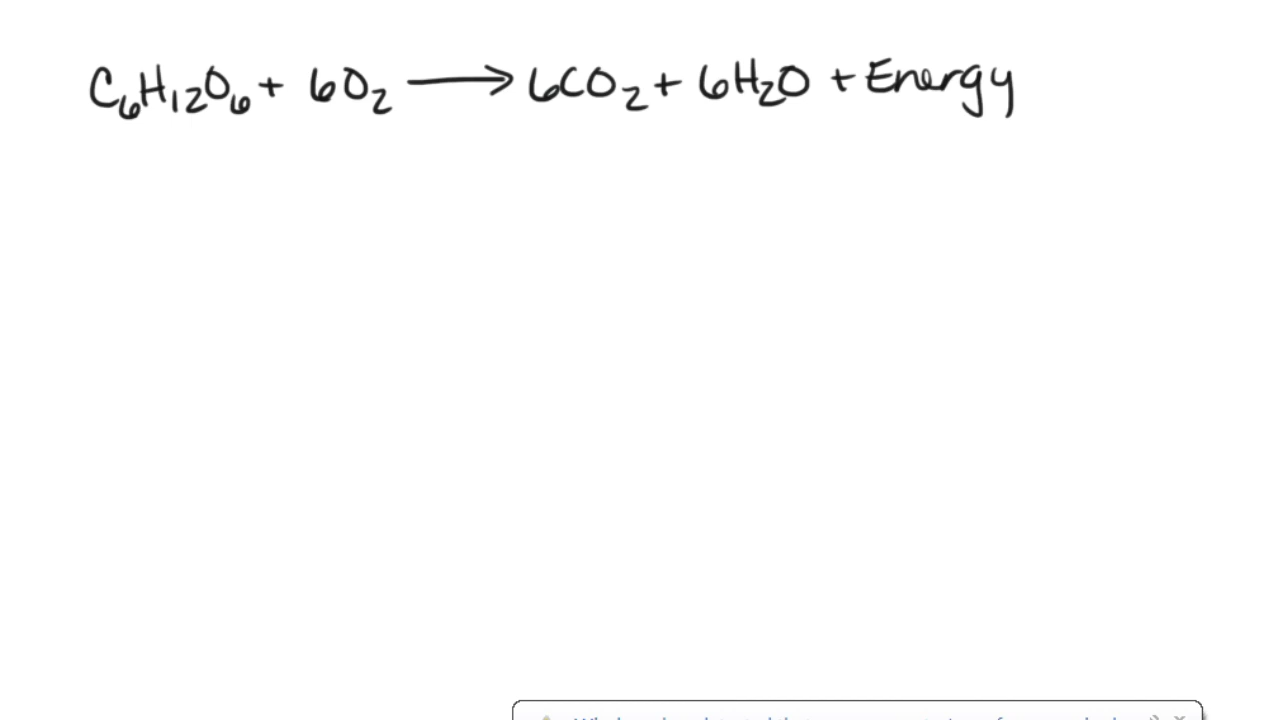 C₆H₁₂O₆ + 6O₂ ⟶ 6CO₂ + 6H₂O + Energy